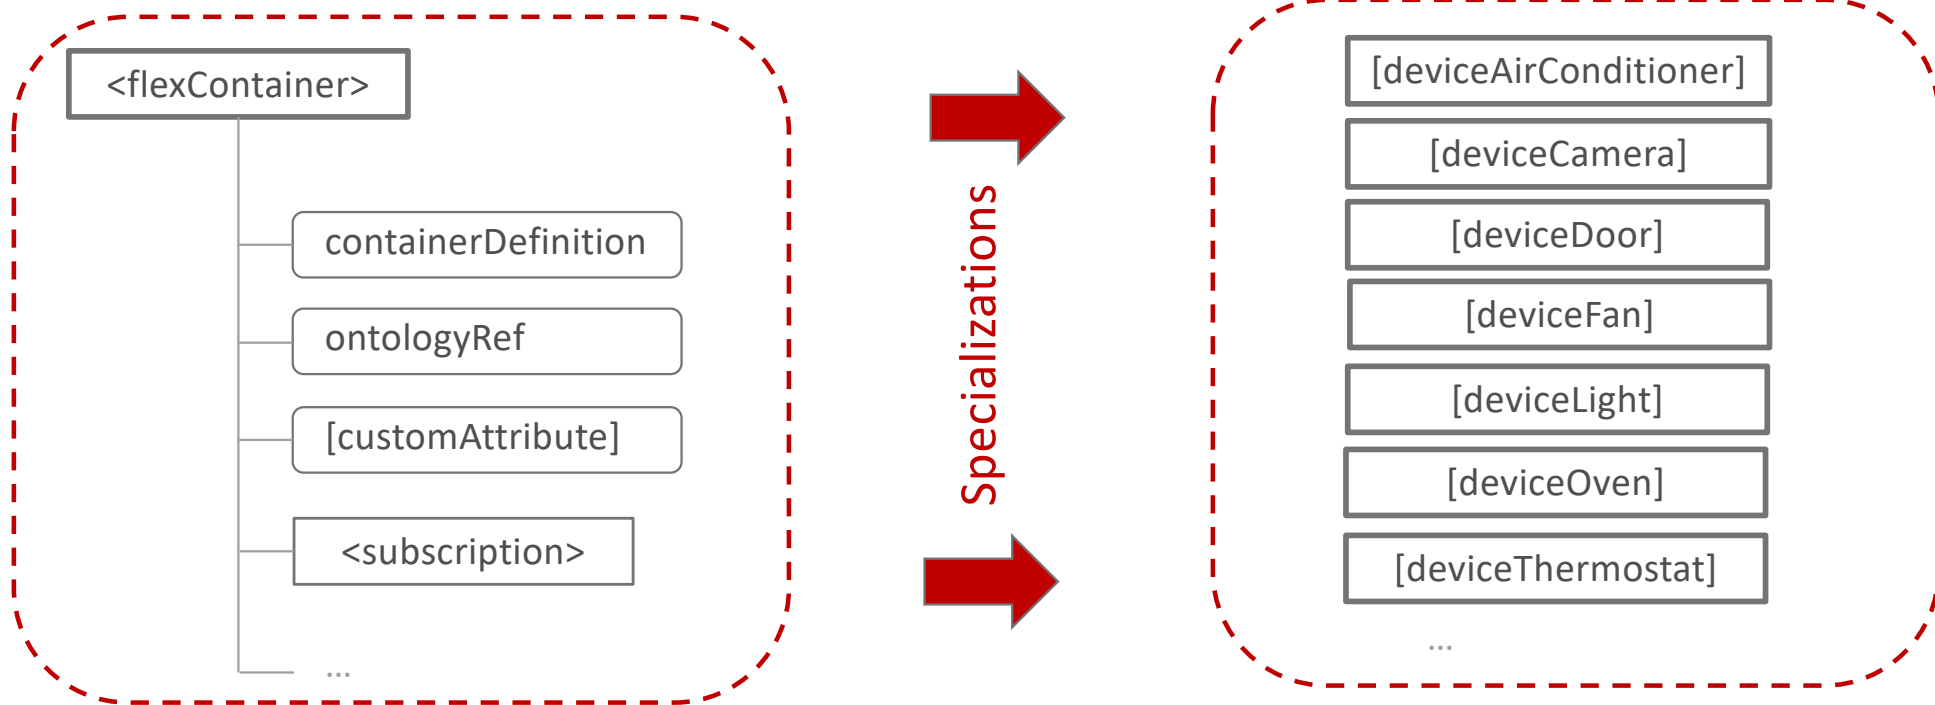 <flexContainer>
containerDefinition
ontologyRef
[customAttribute]
<subscription>
...
Specializations
[deviceAirConditioner]
[deviceCamera]
[deviceDoor]
[deviceFan]
[deviceLight]
[deviceOven]
[deviceThermostat]
...